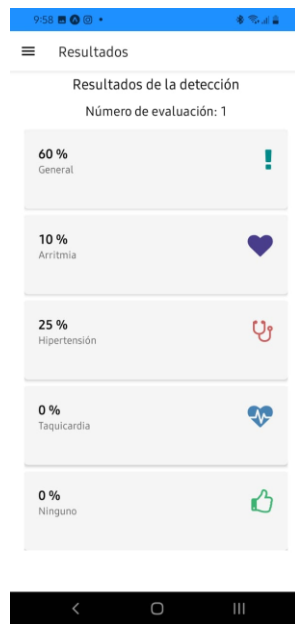 9:58
Resultados
Resultados de la detección
Número de evaluación: 1
60 %
General
10 %
Arritmia
25 %
Hipertensión
0 %
Taquicardia
0 %
Ninguno